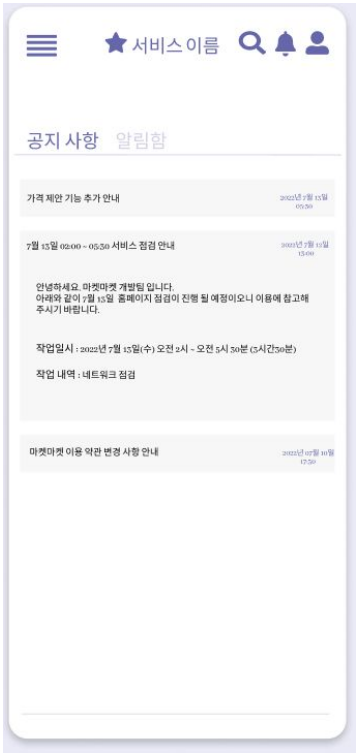 서비스 이름
공지 사항 알림함
가격 제안 기능 추가 안내
2022년 7월 13일
05:30
7월 13일 02:00 ~ 05:30 서비스 점검 안내
2022년 7월 12일
13:00
안녕하세요, 마켓마켓 개발팀 입니다.
아래와 같이 7월 13일 홈페이지 점검이 진행 될 예정이오니 이용에 참고해
주시기 바랍니다.
작업일시 : 2022년 7월 13일(수) 오전 2시 ~ 오전 5시 30분 (3시간30분)
작업 내역 : 네트워크 점검
마켓마켓 이용 약관 변경 사항 안내
2022년 07월 10일
17:30